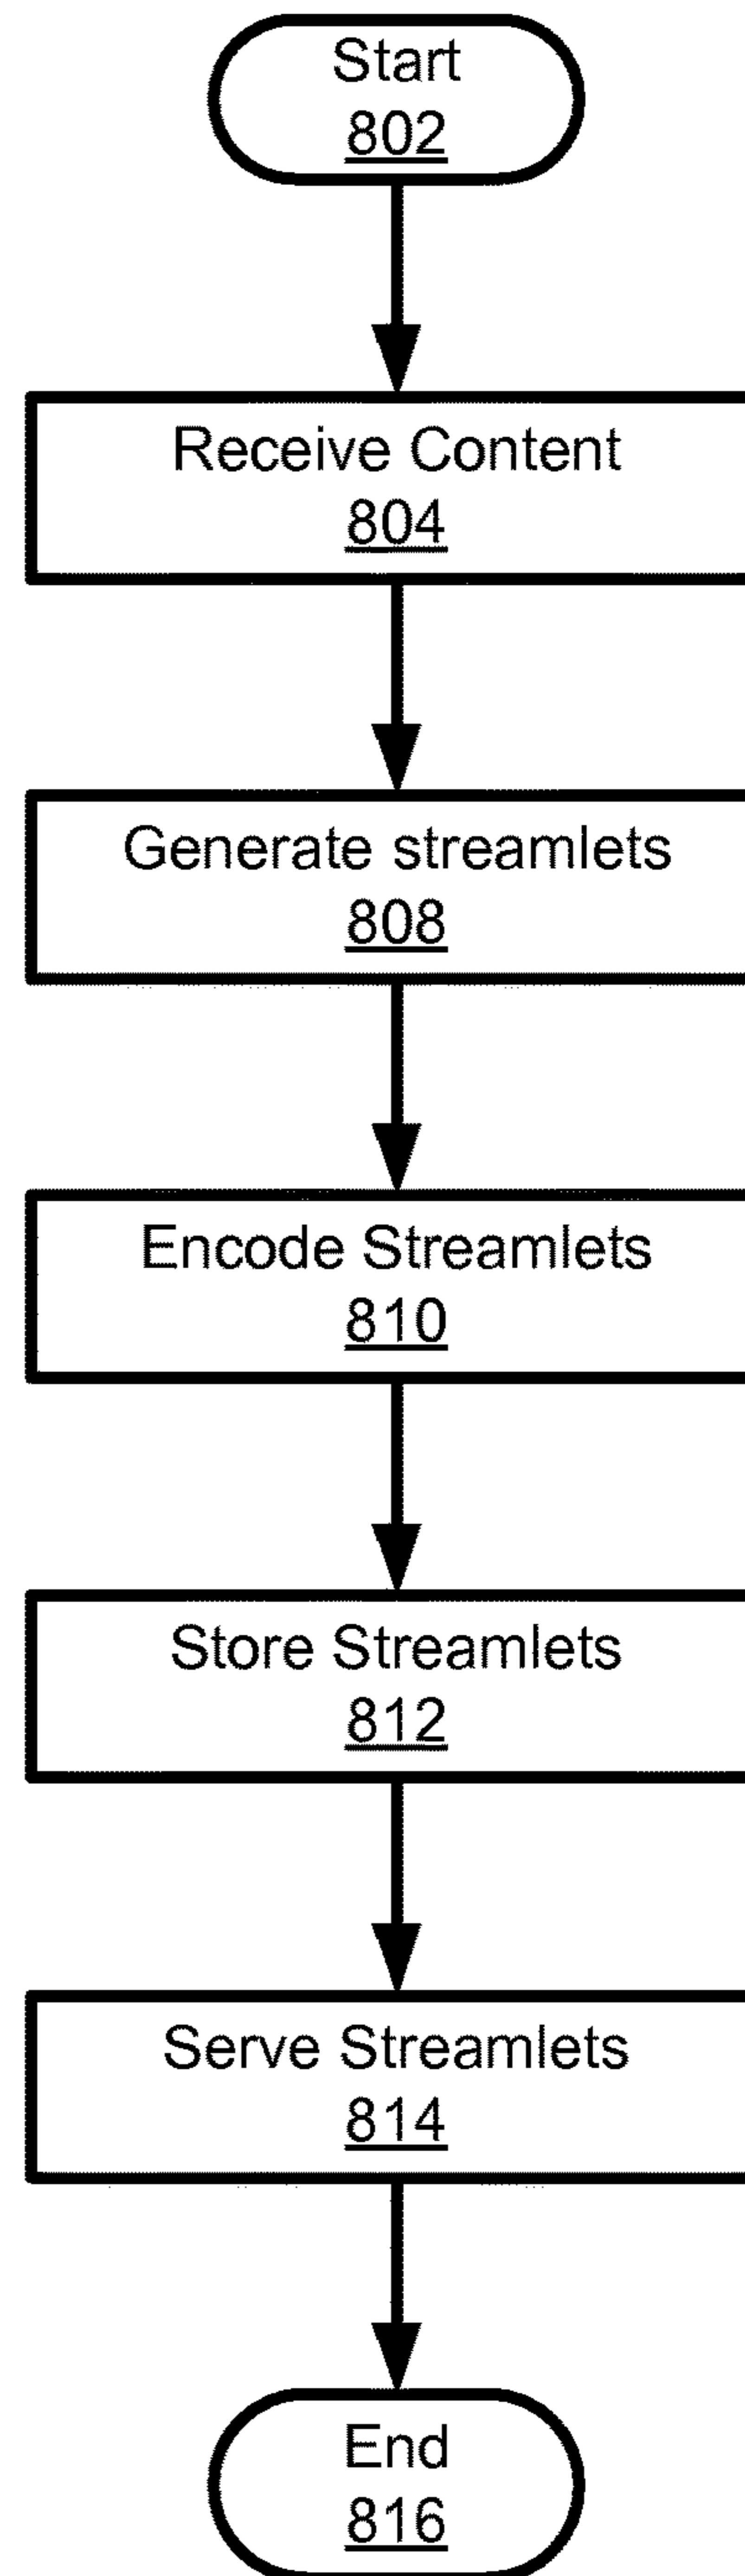 Start
802
Receive Content
804
Generate streamlets
808
Encode Streamlets
810
Store Streamlets
812
Serve Streamlets
814
End
816